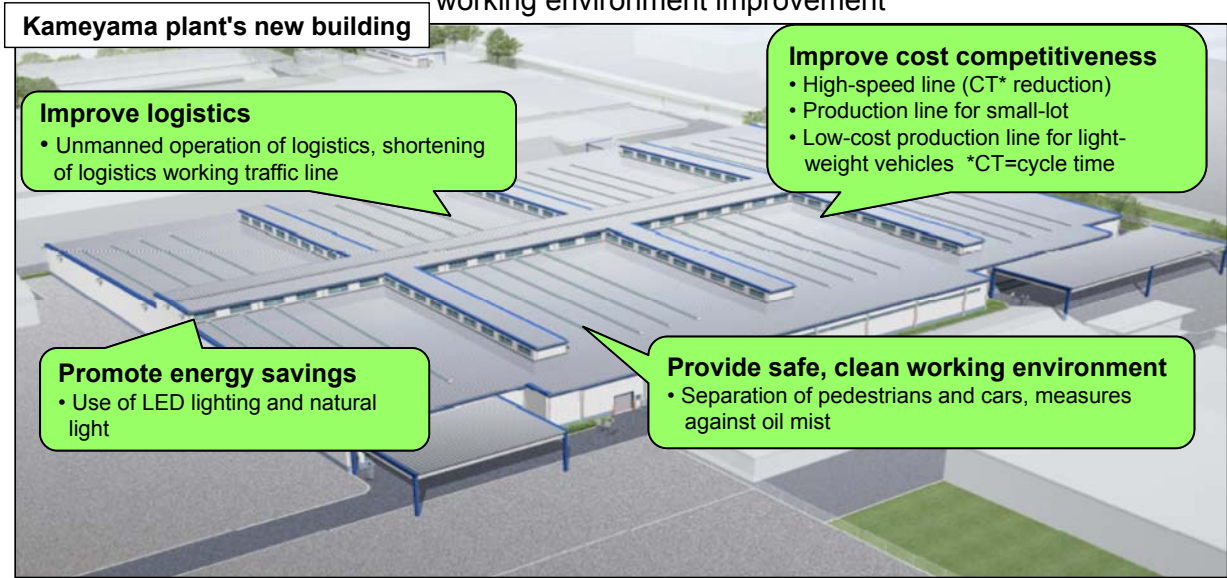 working environment improvement
Kameyama plant's new building
Improve cost competitiveness
• High-speed line (CT* reduction)
• Production line for small-lot
• Low-cost production line for light-
weight vehicles *CT=cycle time
Improve logistics
• Unmanned operation of logistics, shortening
of logistics working traffic line
Promote energy savings
• Use of LED lighting and natural
light
Provide safe, clean working environment
• Separation of pedestrians and cars, measures
against oil mist